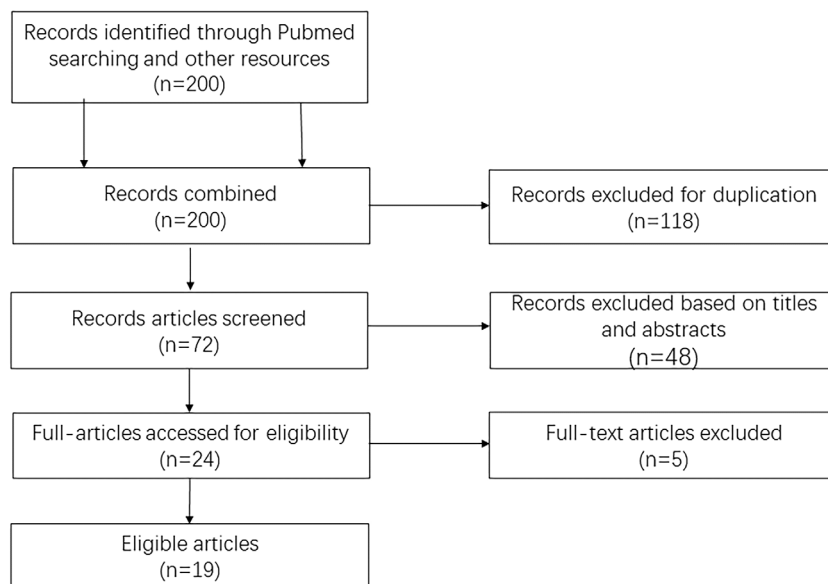 Records identified through Pubmed
searching and other resources
(n=200)
Records combined
(n=200)
Records excluded for duplication
(n=118)
Records articles screened
(n=72)
Records excluded based on titles
and abstracts
(n=48)
Full-articles accessed for eligibility
(n=24)
Full-text articles excluded
(n=5)
Eligible articles
(n=19)